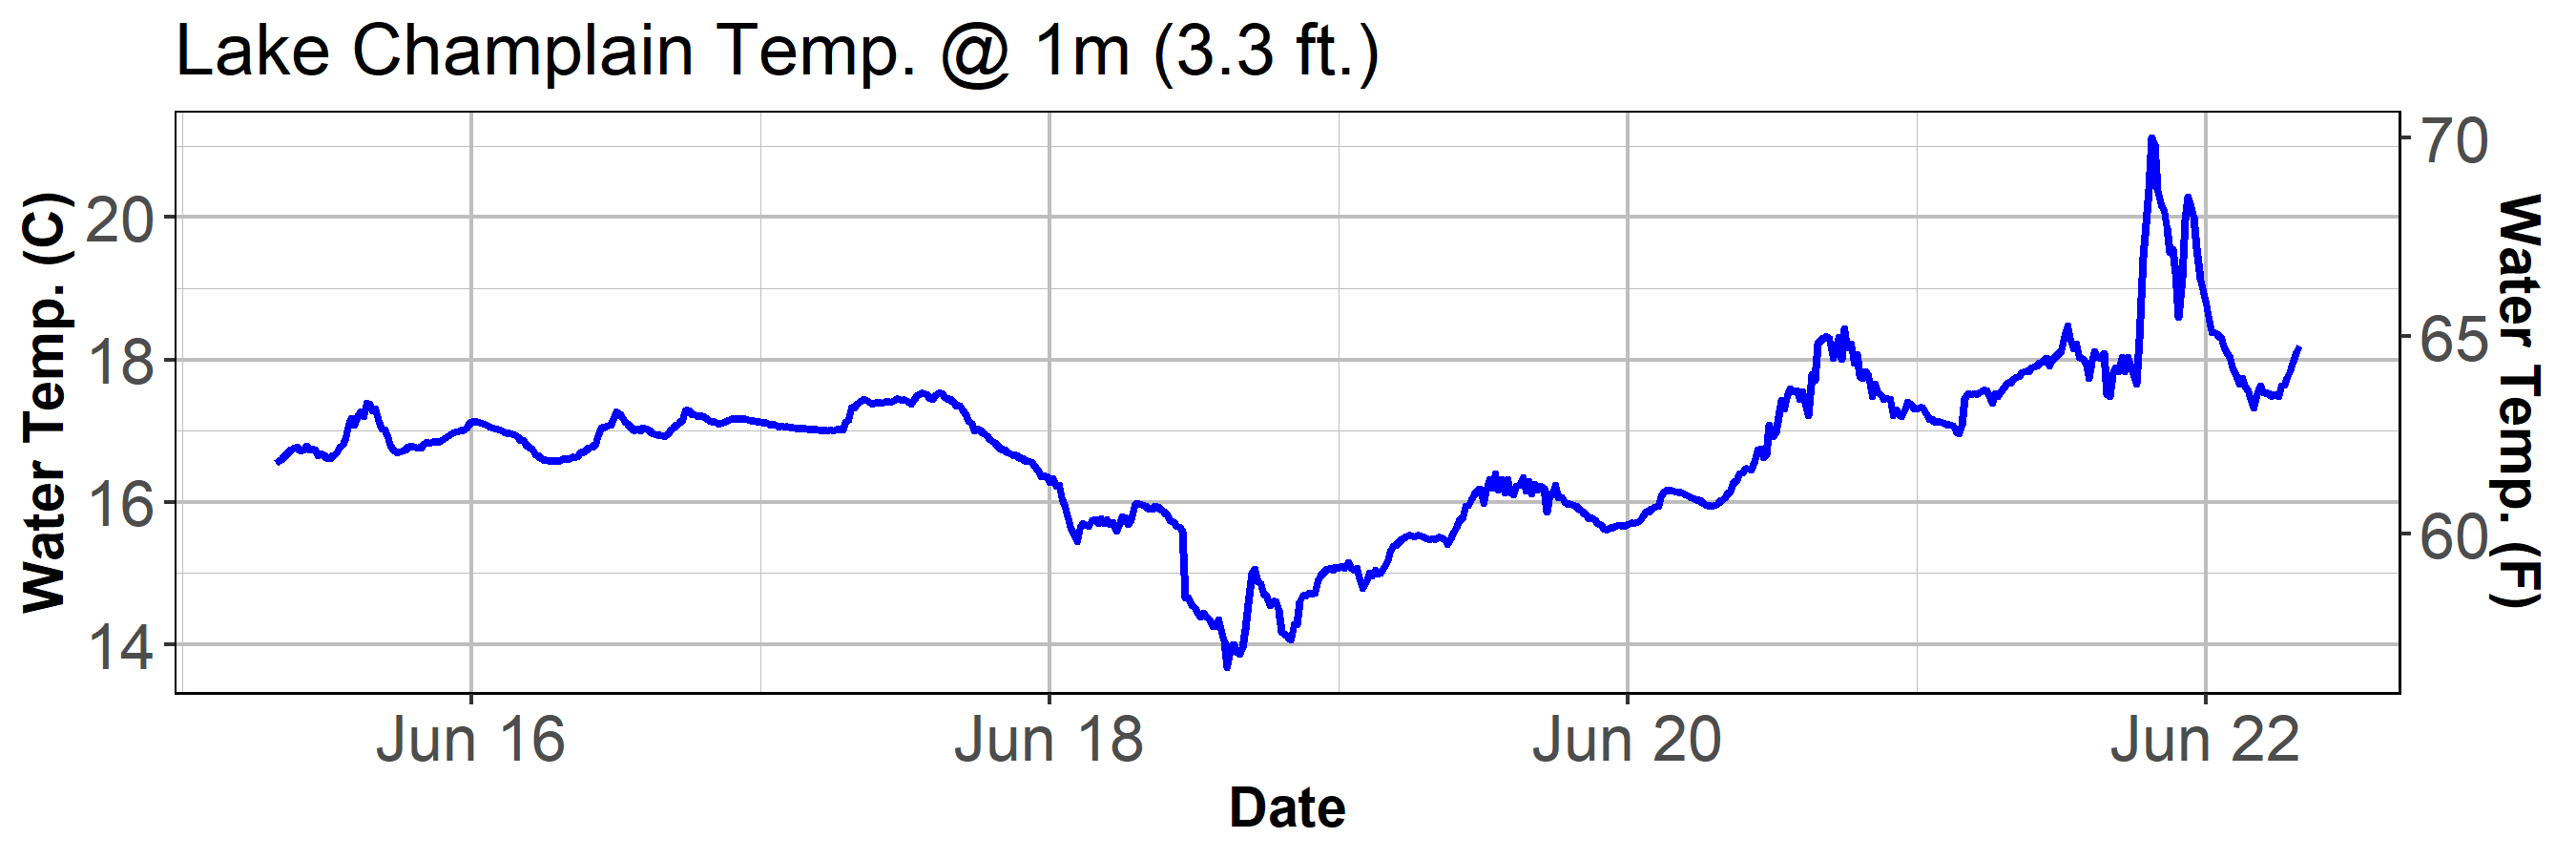 Lake Champlain Temp. @ 1m (3.3 ft.)
Water Temp. (C)
20
18
16
14
70
65
60
Water Temp. (F)
Jun 16 Jun 18 Jun 20 Jun 22
Date